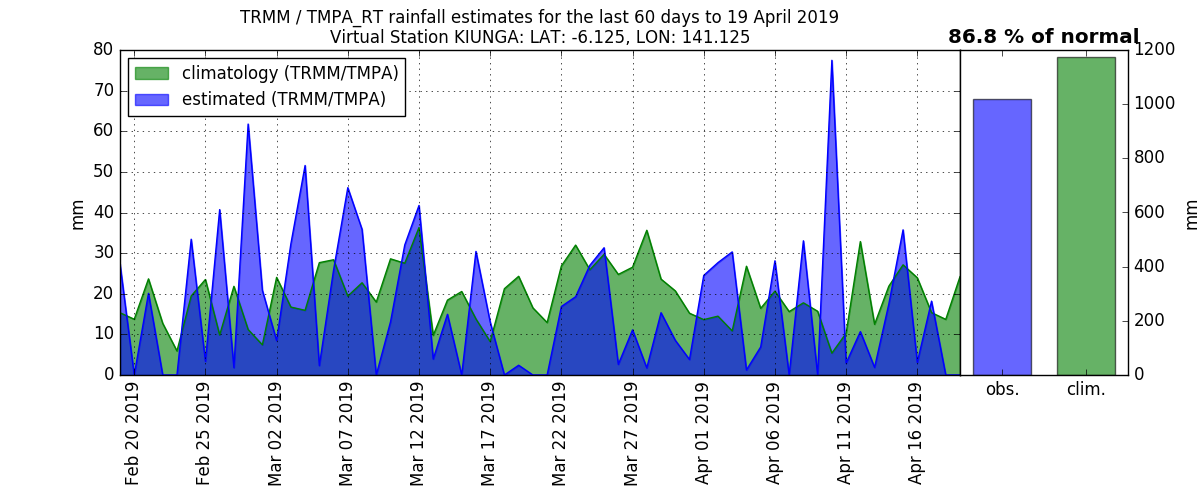 TRMM / TMPA_RT rainfall estimates for the last 60 days to 19 April 2019
Virtual Station KIUNGA: LAT: -6.125, LON: 141.125
86.8 % of normal
climatology (TRMM/TMPA)
estimated (TRMM/TMPA)
mm
80
70
60
50
40
30
20
10
0
Feb 20 2019
Feb 25 2019
Mar 02 2019
Mar 07 2019
Mar 12 2019
Mar 17 2019
Mar 22 2019
Mar 27 2019
Apr 01 2019
Apr 06 2019
Apr 11 2019
Apr 16 2019
obs.
clim.
1200
1000
800
600
400
200
0
mm